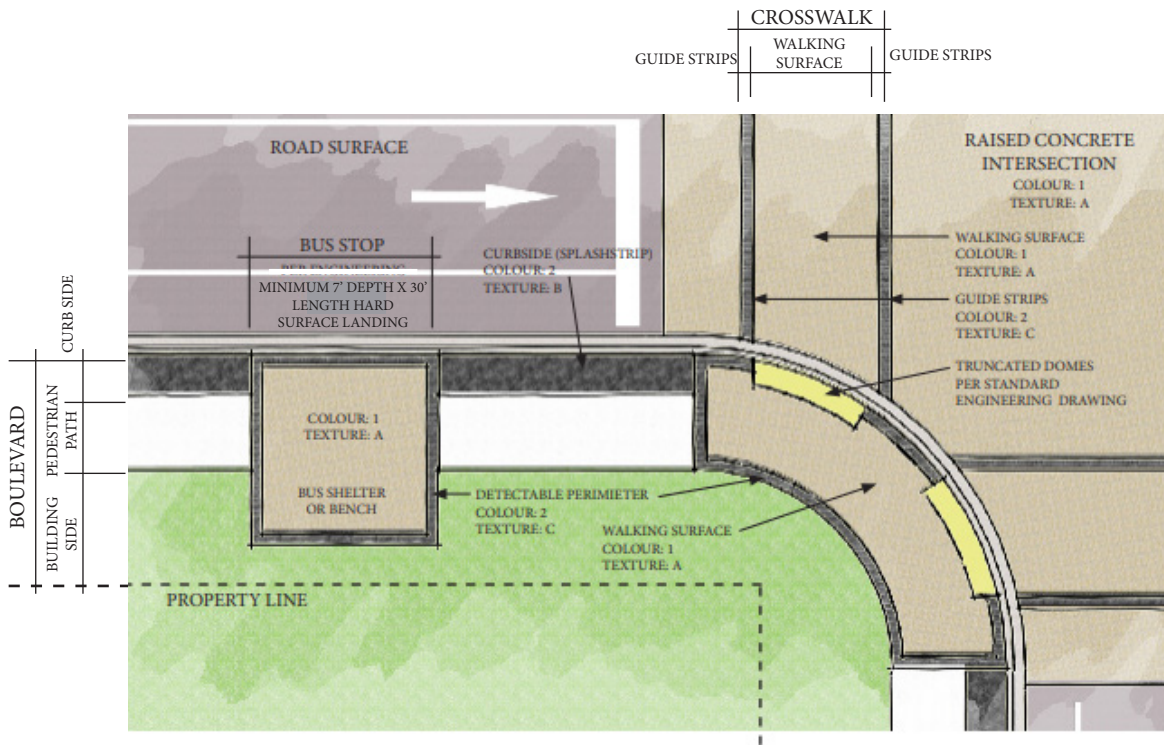 CROSSWALK
GUIDE STRIPS
WALKING
SURFACE
GUIDE STRIPS
ROAD SURFACE
RAISED CONCRETE
INTERSECTION
COLOUR: 1
TEXTURE: A
BUS STOP
PER ENGINEERING
MINIMUM 7' DEPTH X 30'
LENGTH HARD
SURFACE LANDING
CURBSIDE (SPLASHSTRIP)
COLOUR: 2
TEXTURE: B
WALKING SURFACE
COLOUR: 1
TEXTURE: A
GUIDE STRIPS
COLOUR: 2
TEXTURE: C
TRUNCATED DOMES
PER STANDARD
ENGINEERING DRAWING
BOULEVARD
CURB SIDE
PEDESTRIAN
PATH
BUILDING
SIDE
COLOUR: 1
TEXTURE: A
BUS SHELTER
OR BENCH
DETECTABLE PERIMIETER
COLOUR: 2
TEXTURE: C
WALKING SURFACE
COLOUR: 1
TEXTURE: A
PROPERTY LINE